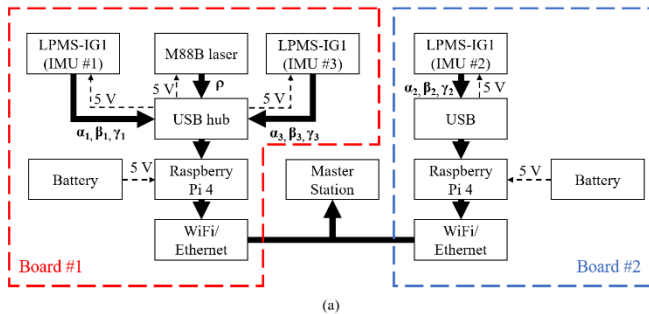 LPMS-IG1
(IMU #1)
M88B laser
LPMS-IG1
(IMU #3)
LPMS-IG1
(IMU #2)
5 V
5 V
ρ
5 V
α₂, β₂, γ₂
5 V
α₁, β₁, γ₁
USB hub
α₃, β₃, γ₃
USB
Battery
5 V
Raspberry
Pi 4
Master
Station
Raspberry
Pi 4
5 V
Battery
WiFi/
Ethernet
WiFi/
Ethernet
Board #1
Board #2
(a)